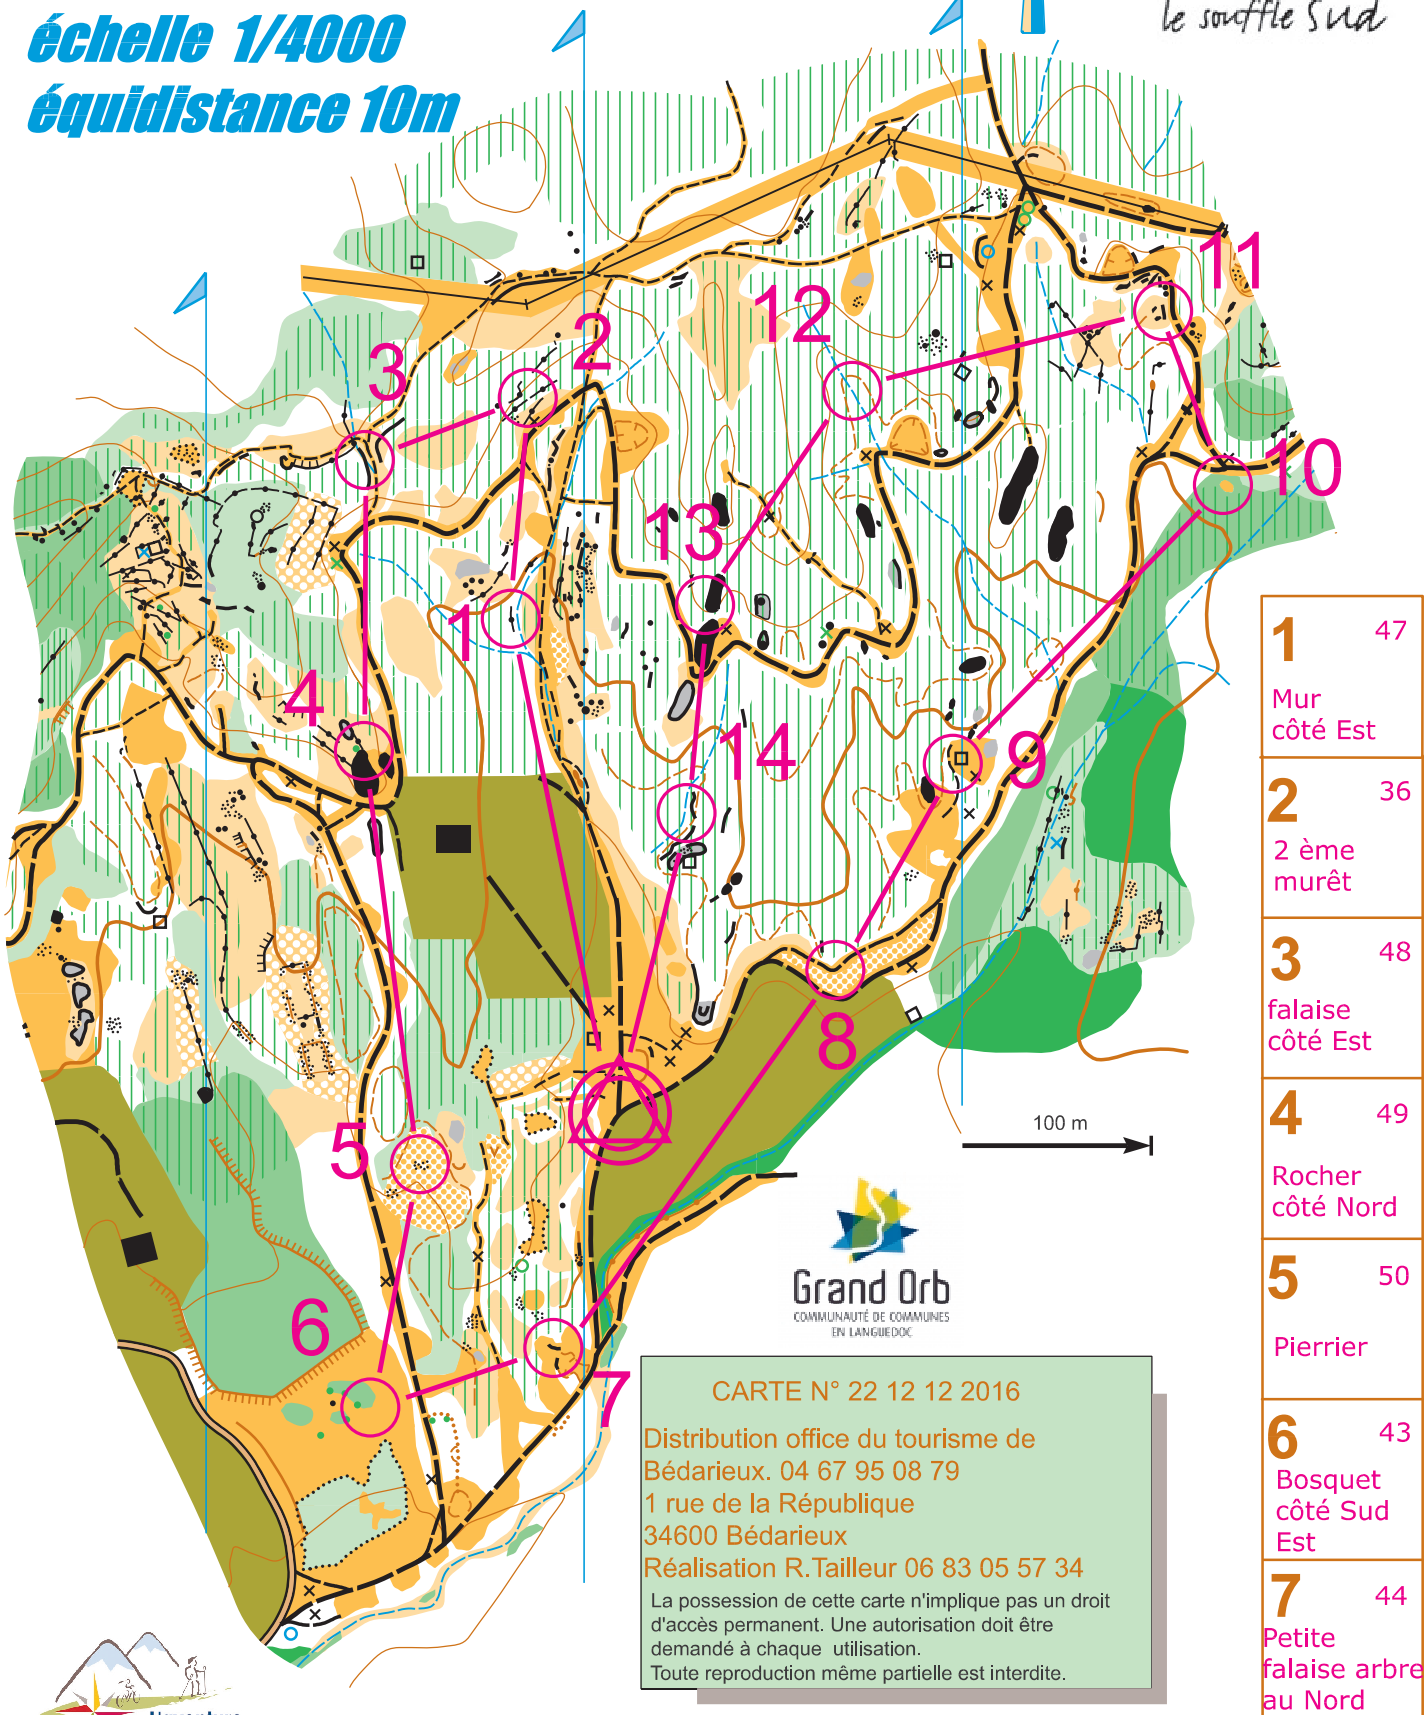 échelle 1/4000
équidistance 10m
le souffle Sud
11
12
2
3
10
13
1
4
14
9
8
5
6
7
100 m
1 47
Mur
côté Est
2 36
2 ème
murêt
3 48
falaise
côté Est
4 49
Rocher
côté Nord
5 50
Pierrier
6 43
Bosquet
côté Sud
Est
7 44
Petite
falaise arbre
au Nord
Grand Orb
COMMUNAUTÉ DE COMMUNES
EN LANGUEDOC
CARTE N° 22 12 12 2016
Distribution office du tourisme de
Bédarieux. 04 67 95 08 79
1 rue de la République
34600 Bédarieux
Réalisation R.Tailleur 06 83 05 57 34
La possession de cette carte n'implique pas un droit
d'accès permanent. Une autorisation doit être
demandé à chaque utilisation.
Toute reproduction même partielle est interdite.